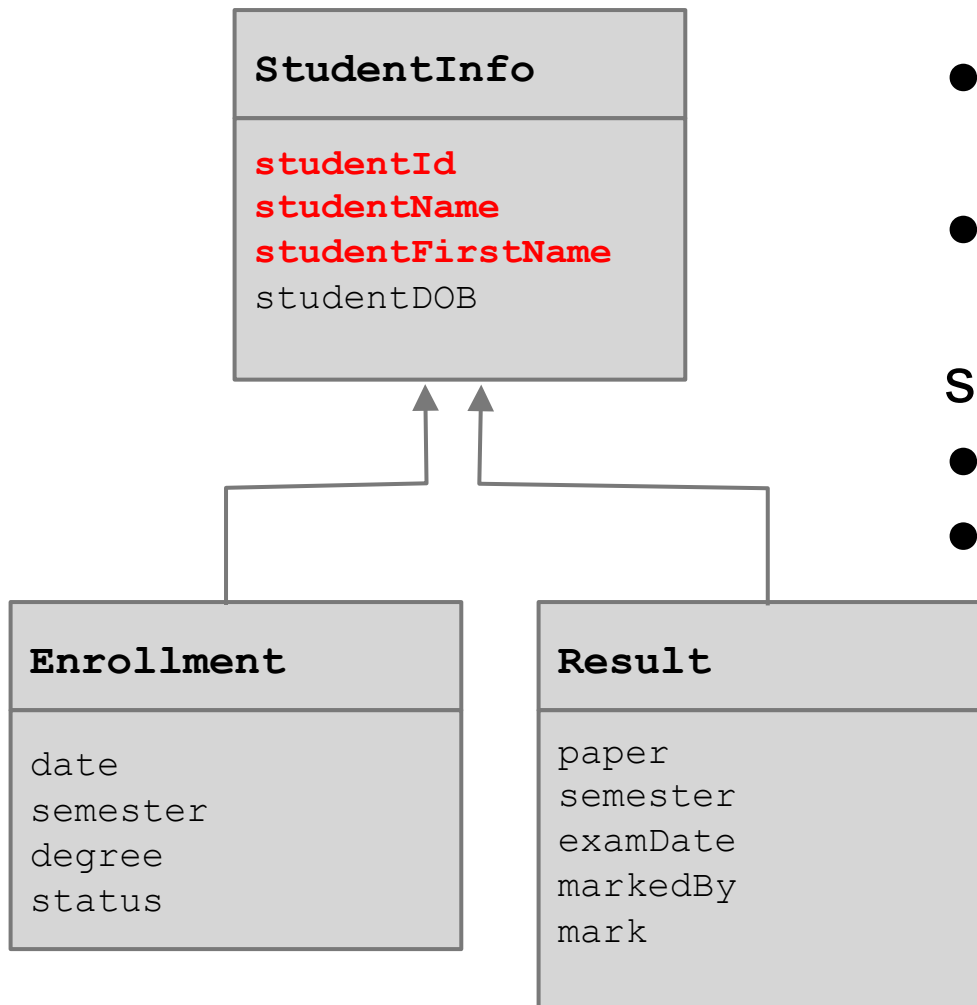 StudentInfo
studentId
studentName
studentFirstName
studentDOB
s
Enrollment
date
semester
degree
status
Result
paper
semester
examDate
markedBy
mark